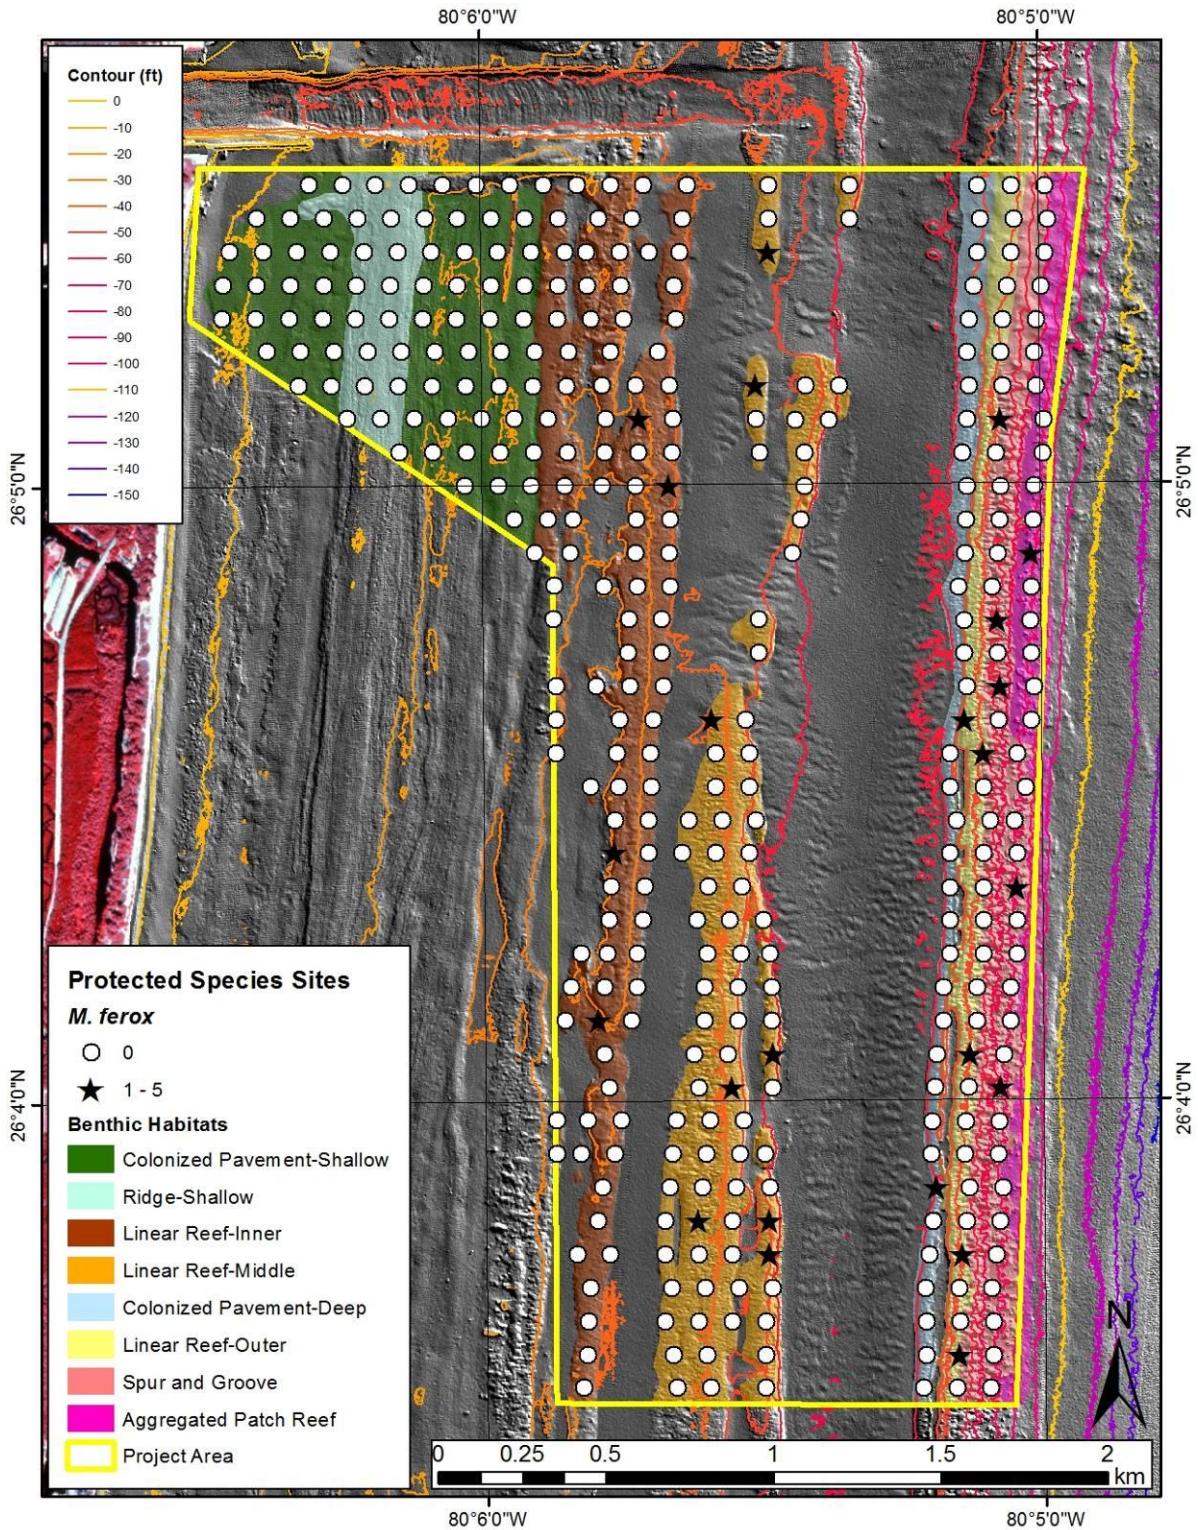 80°6'0"W
80°5'0"W
Contour (ft)
0
-10
-20
-30
-40
-50
-60
-70
-80
-90
-100
-110
-120
-130
-140
-150
26°5'0"N
26°5'0"N
Protected Species Sites
M. ferox
0
1 - 5
Benthic Habitats
Colonized Pavement-Shallow
Ridge-Shallow
Linear Reef-Inner
Linear Reef-Middle
Colonized Pavement-Deep
Linear Reef-Outer
Spur and Groove
Aggregated Patch Reef
Project Area
26°4'0"N
26°4'0"N
N
0 0.25 0.5 1 1.5 2
km
80°6'0"W
80°5'0"W